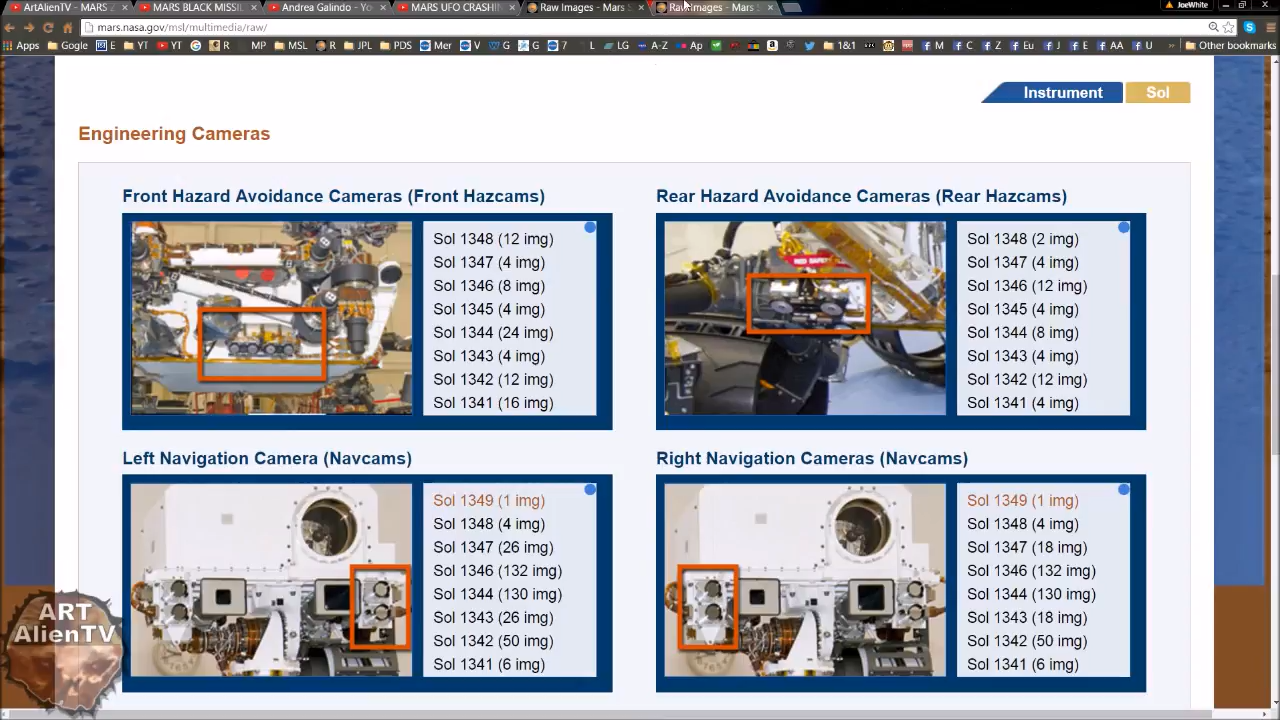 ArtAlienTV - MARS Z
MARS BLACK MISSIL
Andrea Galindo - Yo
MARS UFO CRASHIN
Raw Images - Mars S
Raw Images - Mars S
JoeWhite
mars.nasa.gov/msl/multimedia/raw/
Apps
Google
YT
YT
R
MP
MSL
JPL
PDS
Mer
V
G
7
L
LG
A-Z
Ap
1&1
M
C
Z
Eu
J
E
AA
U
Other bookmarks
Instrument
Sol
Engineering Cameras
Front Hazard Avoidance Cameras (Front Hazcams)
Sol 1348 (12 img)
Sol 1347 (4 img)
Sol 1346 (8 img)
Sol 1345 (4 img)
Sol 1344 (24 img)
Sol 1343 (4 img)
Sol 1342 (12 img)
Sol 1341 (16 img)
Rear Hazard Avoidance Cameras (Rear Hazcams)
Sol 1348 (2 img)
Sol 1347 (4 img)
Sol 1346 (12 img)
Sol 1345 (4 img)
Sol 1344 (8 img)
Sol 1343 (4 img)
Sol 1342 (12 img)
Sol 1341 (4 img)
Left Navigation Camera (Navcams)
Sol 1349 (1 img)
Sol 1348 (4 img)
Sol 1347 (26 img)
Sol 1346 (132 img)
Sol 1344 (130 img)
Sol 1343 (26 img)
Sol 1342 (50 img)
Sol 1341 (6 img)
Right Navigation Cameras (Navcams)
Sol 1349 (1 img)
Sol 1348 (4 img)
Sol 1347 (18 img)
Sol 1346 (132 img)
Sol 1344 (130 img)
Sol 1343 (18 img)
Sol 1342 (50 img)
Sol 1341 (6 img)
ART
AlienTV